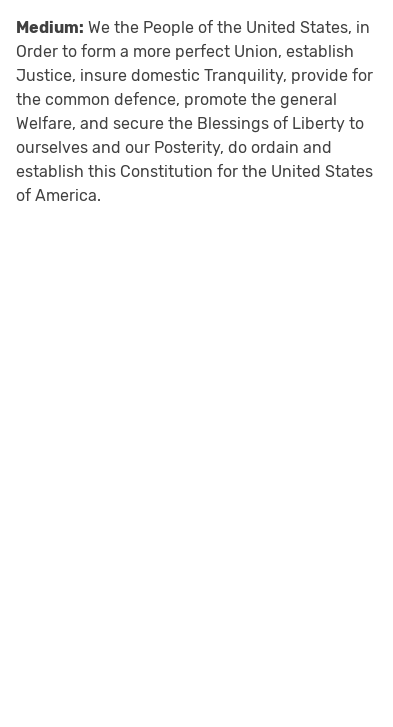 Medium: We the People of the United States, in
Order to form a more perfect Union, establish
Justice, insure domestic Tranquility, provide for
the common defence, promote the general
Welfare, and secure the Blessings of Liberty to
ourselves and our Posterity, do ordain and
establish this Constitution for the United States
of America.